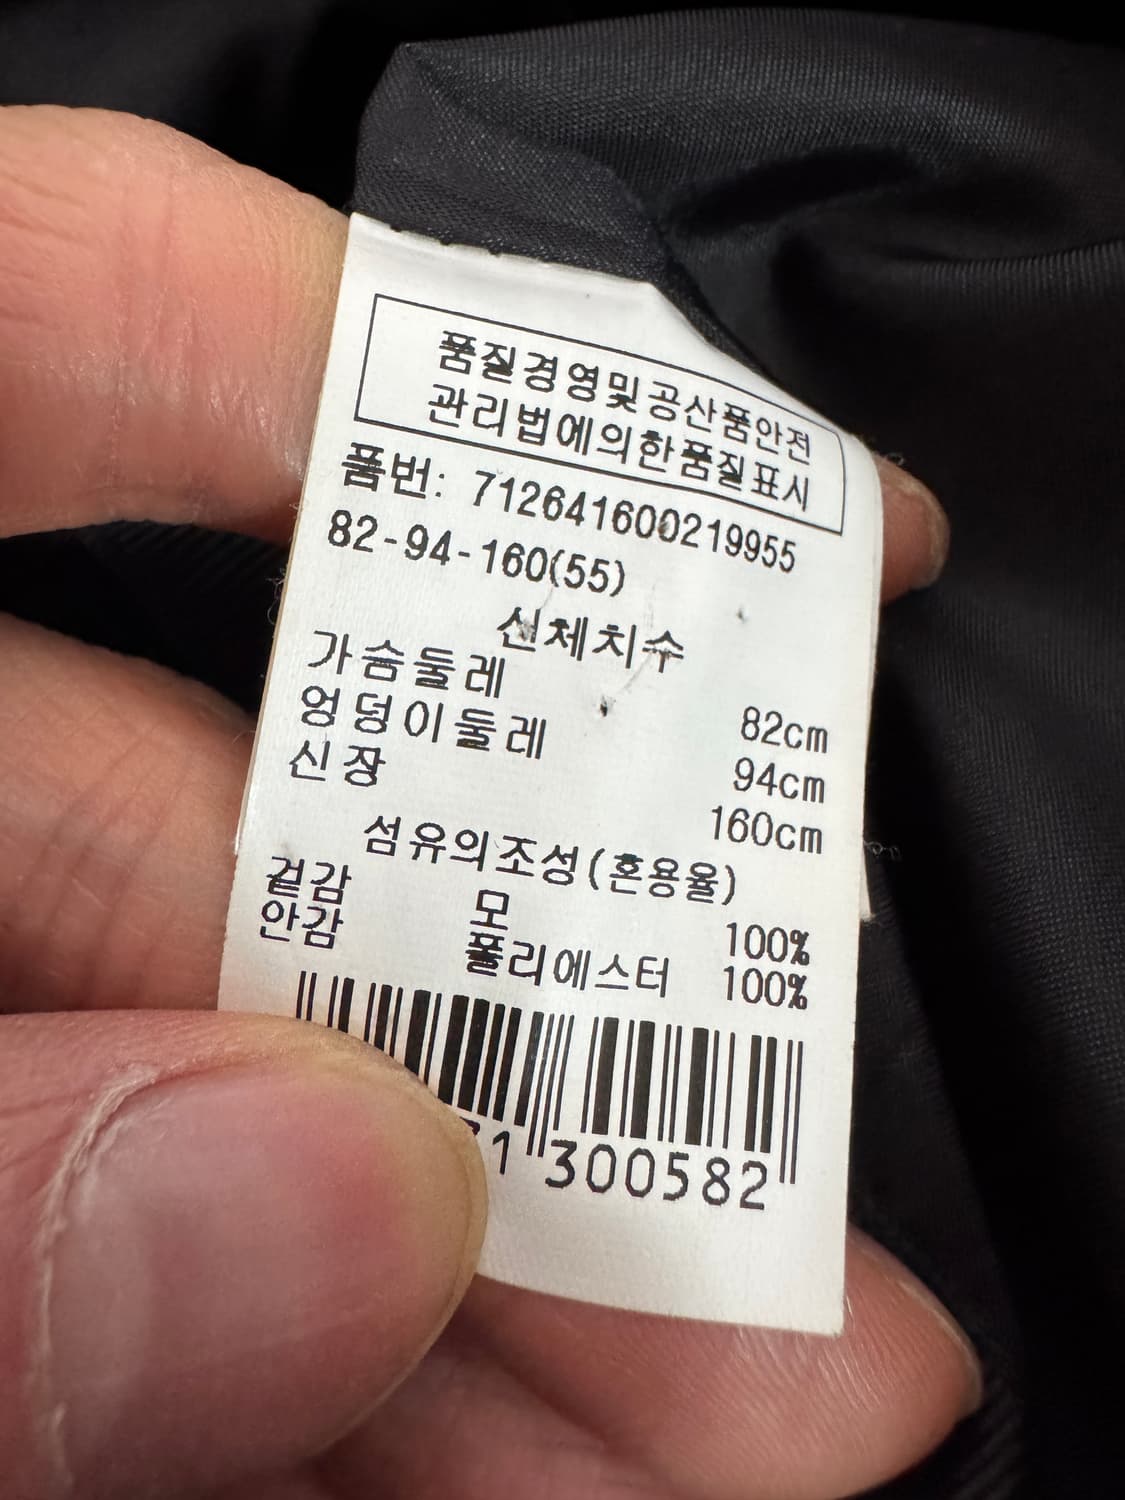 품질경영및공산품안전
관리법에의한품질표시
품번: 712641600219955
82-94-160(55)
신체치수
가슴둘레 82cm
엉덩이둘레 94cm
신장 160cm
섬유의조성(혼용율)
겉감 모 100%
안감 폴리에스터 100%
1 300582